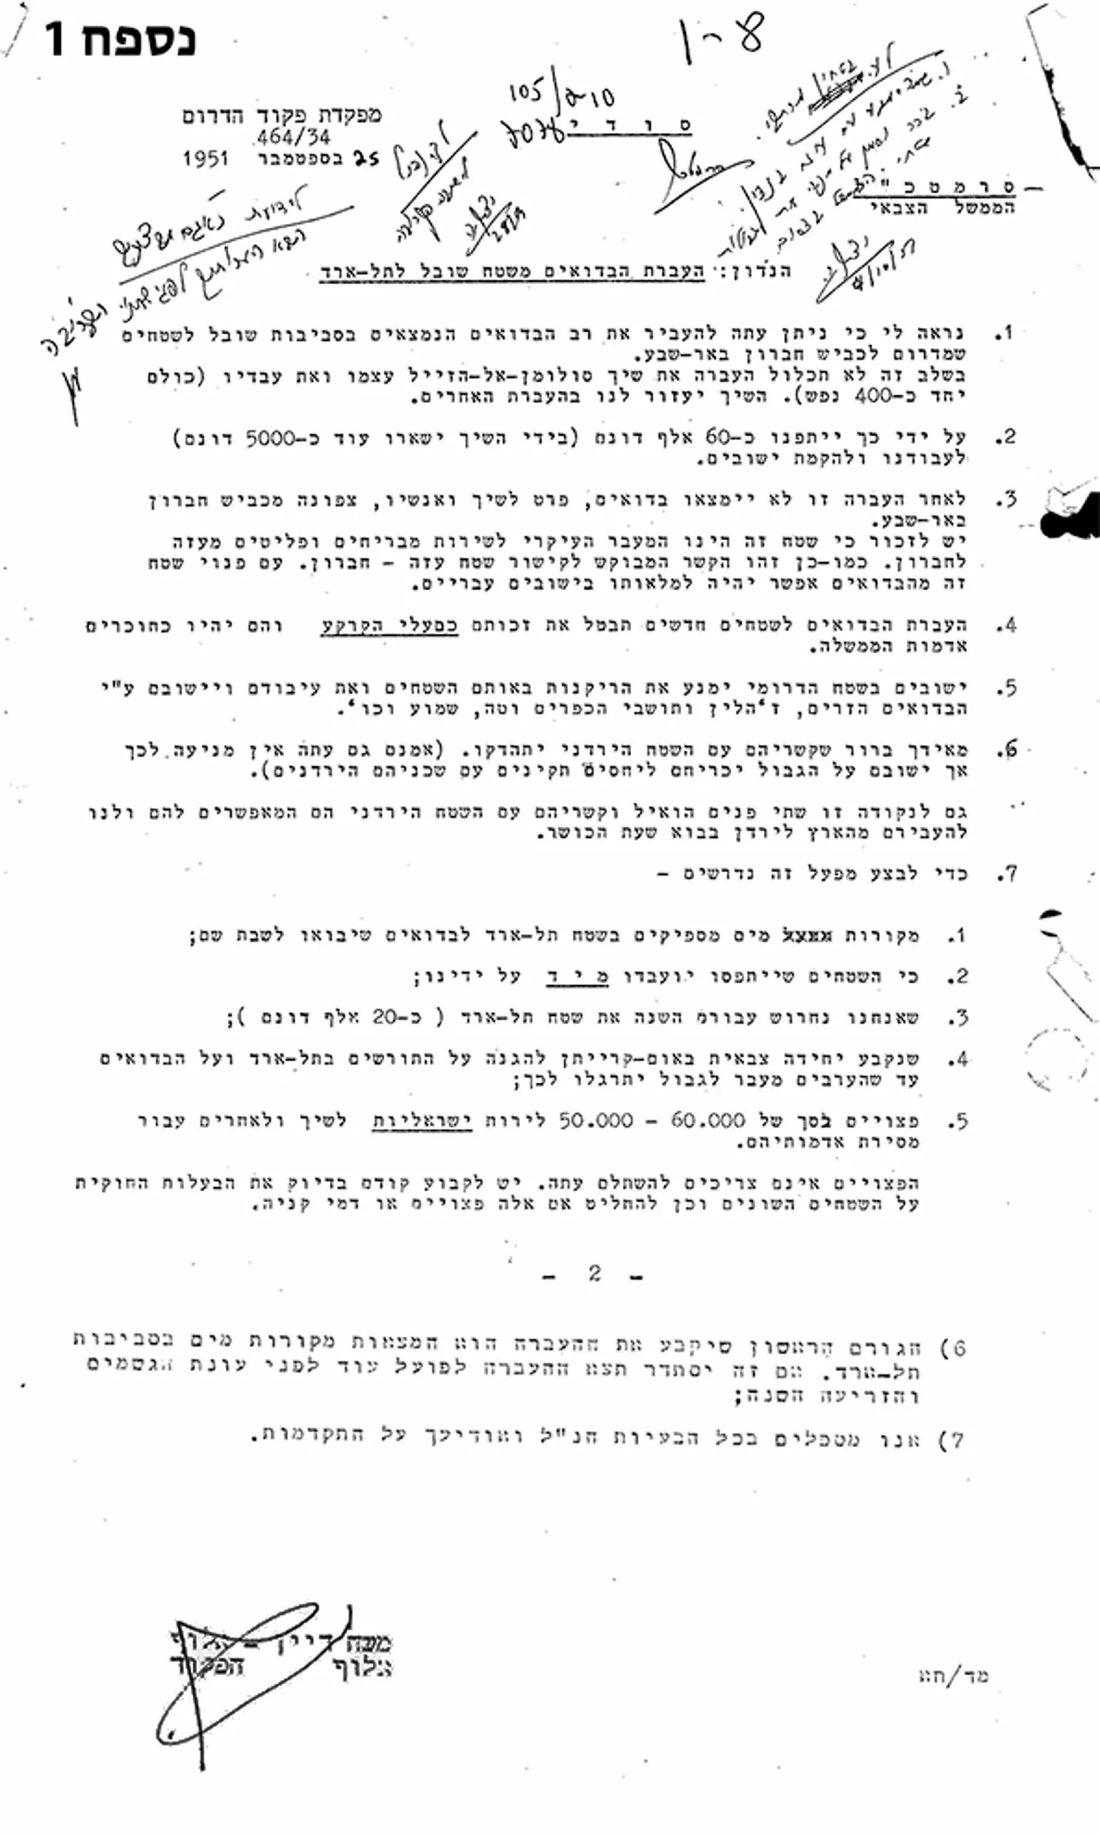 נספח 1
ח-1
105/
מפקדת פקוד הדרום
464/34
25 בספטמבר 1951
ס ו ד י
סורמטכ"ל
הממשל הצבאי
הנדון: העברת הבדואים משטח שובל לתל-ארד
1. נראה לי כי ניתן עתה להעביר את רב הבדואים הנמצאים בסביבות שובל לשטחים
שמדרום לכביש חברון באר-שבע.
בשלב זה לא תכלול העברה את שיך סולומן-אל-הזייל עצמו ואת עבדיו (כולם
יחד כ-400 נפש). השיך יעזור לנו בהעברת האחרים.
2. על ידי כך ייתפנו כ-60 אלף דונם (בידי השיך ישארו עוד כ-5000 דונם)
לעבודנו ולהקמת ישובים.
3. לאחר העברה זו לא יימצאו בדואים, פרט לשיך ואנשיו, צפונה מכביש חברון
באר-שבע.
יש לזכור כי שטח זה הינו המעבר העיקרי לשירות מבריחים ופליטים מעזה
לחברון. כמו-כן זהו הקשר המבוקש לקישור שטח עזה - חברון. עם פנוי שטח
זה מהבדואים אפשר יהיה למלאותו בישובים עבריים.
4. העברת הבדואים לשטחים חדשים תבטל את זכותם כמעלי הקרקע והם יהיו כחוכרים
אדמות הממשלה.
5. ישובים בשטח הדרומי ימנע את הריקנות באותם השטחים ואת עיבודם ויישובם ע"י
הבדואים הזרים, ז'הלין ותושבי הכפרים וטה, שמוע וכו'.
6. מאידך ברור שקשריהם עם השטח הירדני יתהדקו. (אמנם גם עתה אין מניעה לכך
אך ישובם על הגבול יכריחם ליחסים תקינים עם שכניהם הירדנים).
גם לנקודה זו שתי פנים הואיל וקשריהם עם השטח הירדני הם המאפשרים להם ולנו
להעבירם מהארץ לירדן בבוא שעת הכושר.
7. כדי לבצע מפעל זה נדרשים -
1. מקורות מים מספיקים בשטח תל-ארד לבדואים שיבואו לשבת שם;
2. כי השטחים שייתפסו יועבדו מ י ד על ידינו;
3. שאנחנו נחרוש עבורם השנה את שטח תל-ארד ( כ-20 אלף דונם );
4. שנקבע יחידה צבאית באום-קרייתן להגנה על החורשים בתל-ארד ועל הבדואים
עד שהערבים מעבר לגבול יתרגלו לכך;
5. פצויים בסך של 60.000 - 50.000 לירות ישראליות לשיך ולאחרים עבור
מסירת אדמותיהם.
הפצויים אינם צריכים להשתלם עתה. יש לקבוע קודם בדיוק את הבעלות החוקית
על השטחים השונים וכן להחליט אם אלה פצויים או דמי קניה.
- 2 -
6) הגורם הראשון שיקבע את ההעברה הוא המצאות מקורות מים בסביבות
תל-ארד. אם זה יסתדר תצא ההעברה לפועל עוד לפני עונת הגשמים
והזריעה השנה;
7) אנו מטפלים בכל הבעיות הנ"ל ואודיעך על התקדמות.
משה דיין - אלוף
אלוף הפקוד
מד/חא